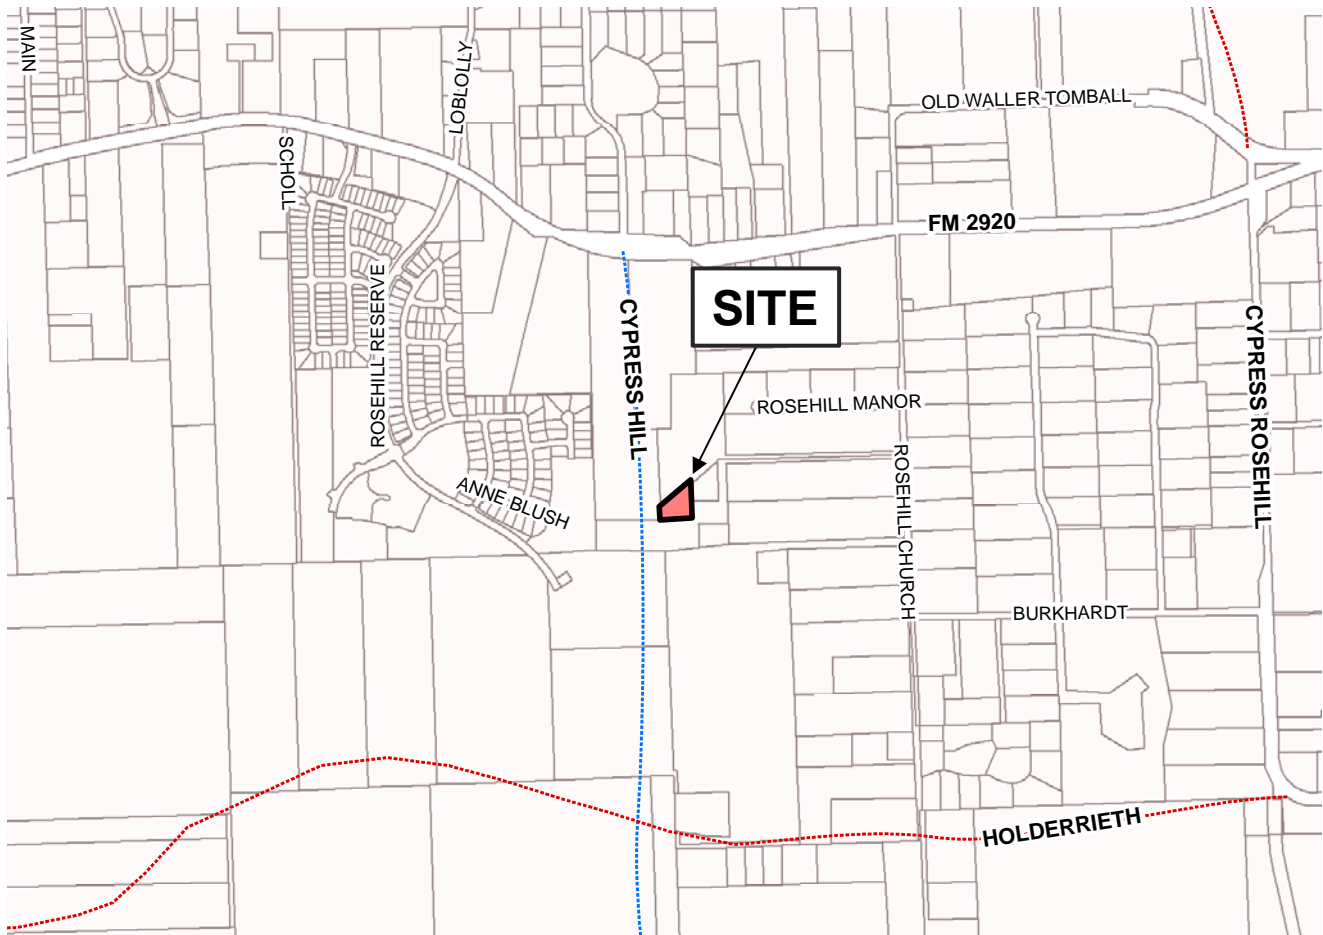 MAIN
LOBLOLLY
OLD WALLER TOMBALL
SCHOLL
FM 2920
ROSEHILL RESERVE
SITE
CYPRESS HILL
CYPRESS ROSEHILL
ROSEHILL MANOR
ROSEHILL CHURCH
ANNE BLUSH
BURKHARDT
HOLDERRIETH